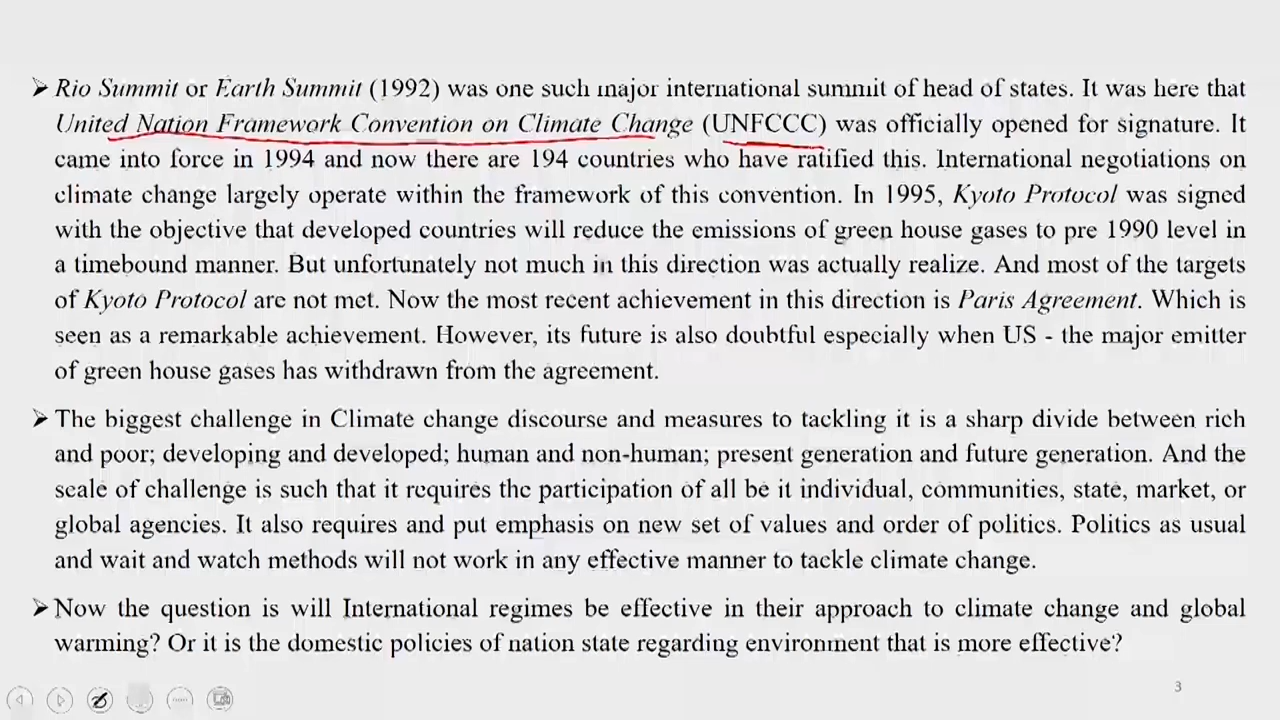 ➢ Rio Summit or Earth Summit (1992) was one such major international summit of head of states. It was here that
United Nation Framework Convention on Climate Change (UNFCCC) was officially opened for signature. It
came into force in 1994 and now there are 194 countries who have ratified this. International negotiations on
climate change largely operate within the framework of this convention. In 1995, Kyoto Protocol was signed
with the objective that developed countries will reduce the emissions of green house gases to pre 1990 level in
a timebound manner. But unfortunately not much in this direction was actually realize. And most of the targets
of Kyoto Protocol are not met. Now the most recent achievement in this direction is Paris Agreement. Which is
seen as a remarkable achievement. However, its future is also doubtful especially when US - the major emitter
of green house gases has withdrawn from the agreement.
➢ The biggest challenge in Climate change discourse and measures to tackling it is a sharp divide between rich
and poor; developing and developed; human and non-human; present generation and future generation. And the
scale of challenge is such that it requires the participation of all be it individual, communities, state, market, or
global agencies. It also requires and put emphasis on new set of values and order of politics. Politics as usual
and wait and watch methods will not work in any effective manner to tackle climate change.
➢ Now the question is will International regimes be effective in their approach to climate change and global
warming? Or it is the domestic policies of nation state regarding environment that is more effective?
3